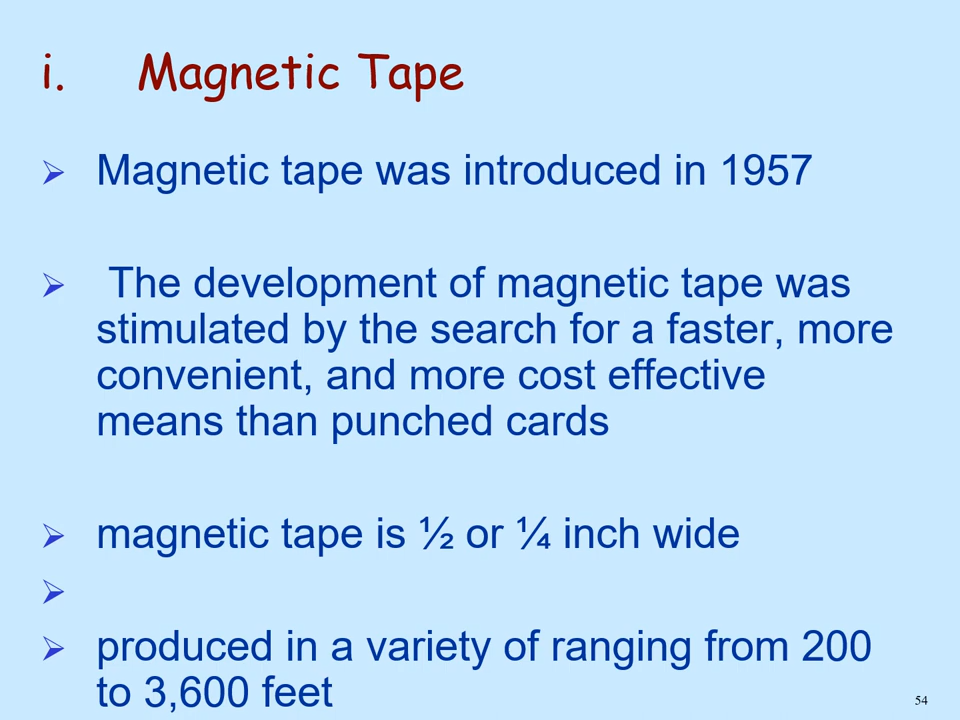 i. Magnetic Tape
➢ Magnetic tape was introduced in 1957
➢ The development of magnetic tape was
stimulated by the search for a faster, more
convenient, and more cost effective
means than punched cards
➢ magnetic tape is ½ or ¼ inch wide
➢
➢ produced in a variety of ranging from 200
to 3,600 feet
54